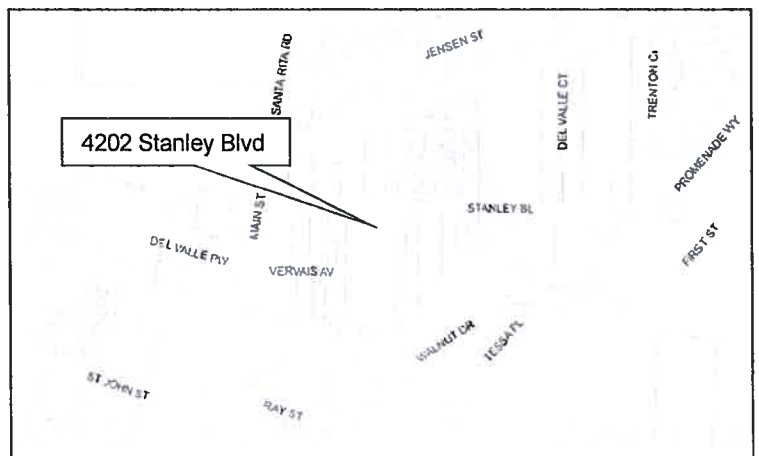 JENSEN ST
SANTA RITA RD
DEL VALLE CT
TRENTON CI
PROMENADE WY
4202 Stanley Blvd
MAIN ST
STANLEY BL
DEL VALLE PW
VERVAIS AV
FIRST ST
WALNUT DR
TESSA PL
ST JOHN ST
RAY ST